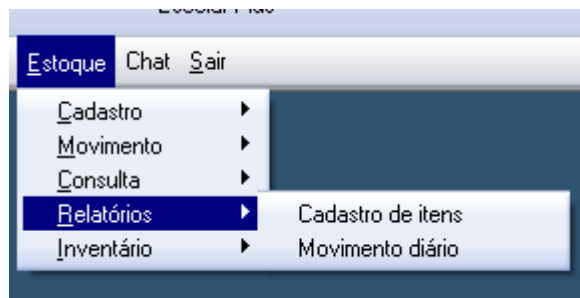 Estoque Chat Sair
Cadastro
Movimento
Consulta
Relatórios
Cadastro de itens
Inventário
Movimento diário